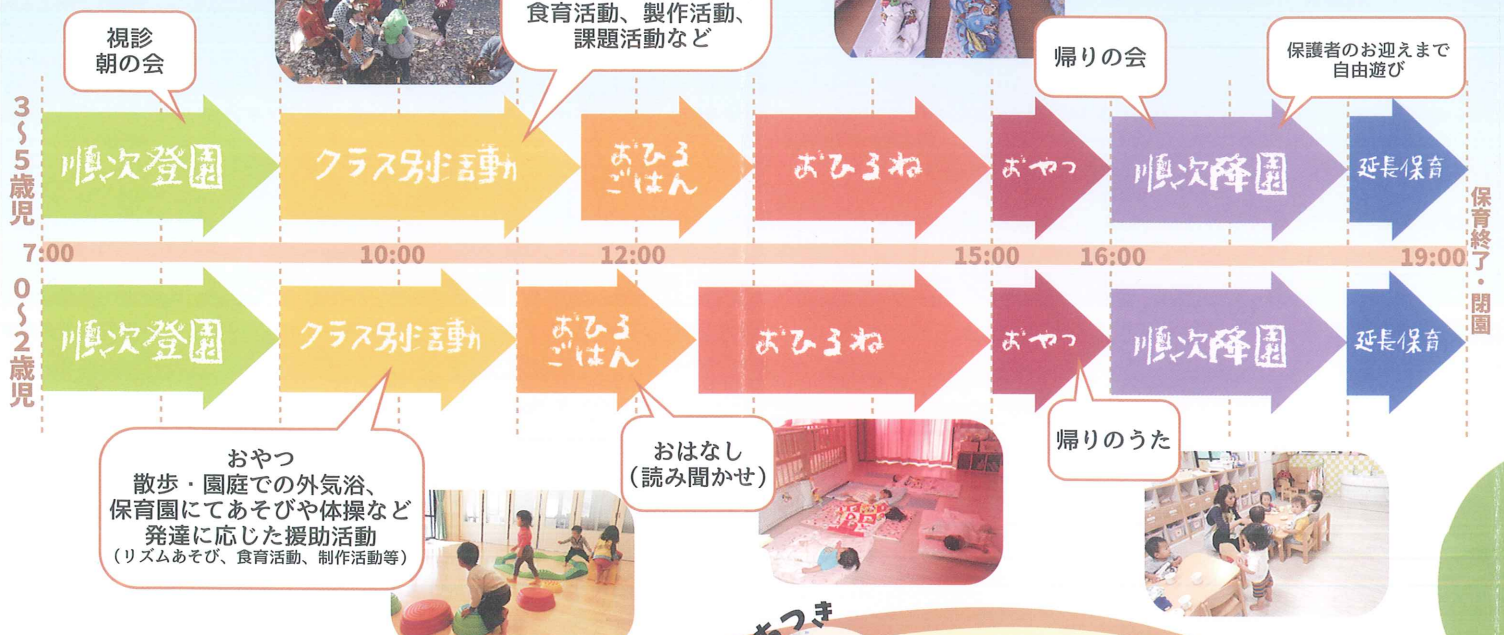 食育活動、製作活動、
課題活動など
視診
朝の会
帰りの会
保護者のお迎えまで
自由遊び
3～5歳児
順次登園
クラス別活動
おひる
ごはん
おひるね
おやつ
順次降園
延長保育
7:00
10:00
12:00
15:00
16:00
19:00
保育終了・閉園
0～2歳児
順次登園
クラス別活動
おひる
ごはん
おひるね
おやつ
順次降園
延長保育
おやつ
散歩・園庭での外気浴、
保育園にてあそびや体操など
発達に応じた援助活動
（リズムあそび、食育活動、制作活動等）
おはなし
（読み聞かせ）
帰りのうた